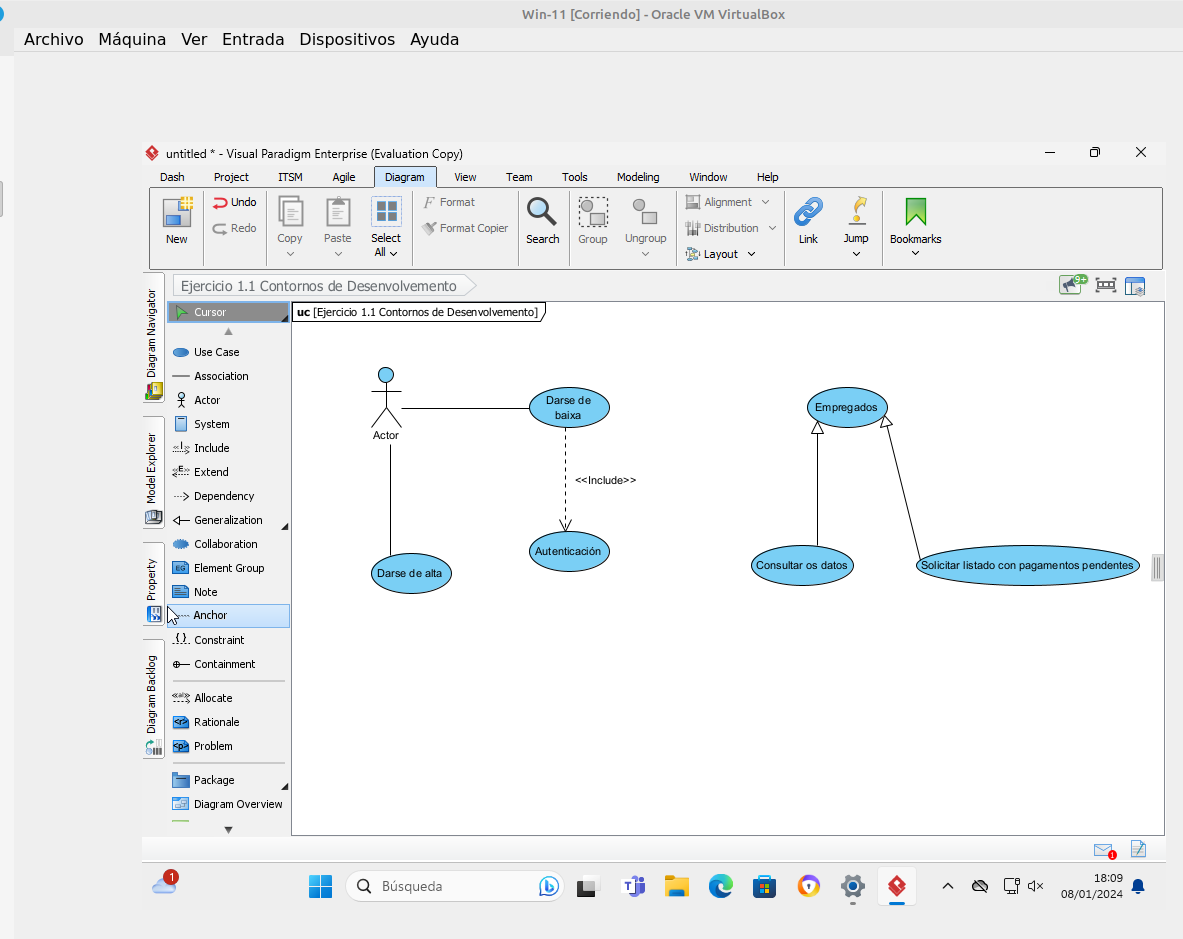 Win-11 [Corriendo] - Oracle VM VirtualBox
Archivo Máquina Ver Entrada Dispositivos Ayuda
untitled * - Visual Paradigm Enterprise (Evaluation Copy)
Dash Project ITSM Agile Diagram View Team Tools Modeling Window Help
New
Undo
Redo
Copy
Paste
Select
All
Format
Format Copier
Search
Group
Ungroup
Alignment
Distribution
Layout
Link
Jump
Bookmarks
Ejercicio 1.1 Contornos de Desenvolvemento
9+
Diagram Navigator
Model Explorer
Property
Diagram Backlog
Cursor
Use Case
Association
Actor
System
Include
Extend
Dependency
Generalization
Collaboration
EG Element Group
Note
Anchor
Constraint
Containment
Allocate
Rationale
Problem
Package
Diagram Overview
uc [Ejercicio 1.1 Contornos de Desenvolvemento]
Actor
Darse de
baixa
<<Include>>
Autenticación
Darse de alta
Empregados
Consultar os datos
Solicitar listado con pagamentos pendentes
1
1
Búsqueda
18:09
08/01/2024